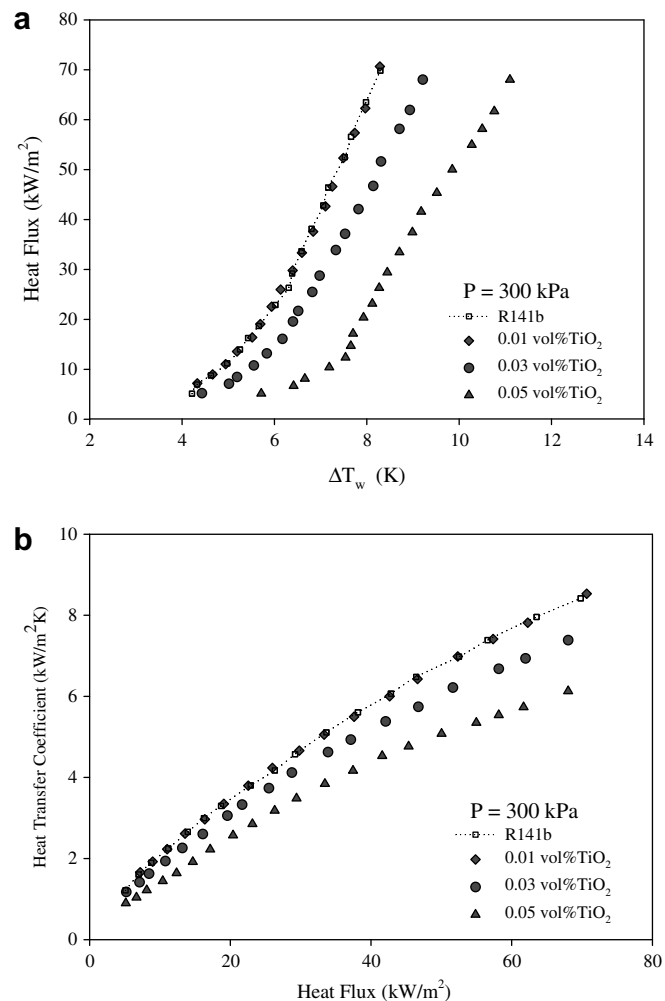 a
80
70
60
50
40
30
20
10
0
Heat Flux (kW/m²)
P = 300 kPa
R141b
0.01 vol%TiO₂
0.03 vol%TiO₂
0.05 vol%TiO₂
2 4 6 8 10 12 14
ΔT_w (K)
b
10
8
6
4
2
0
Heat Transfer Coefficient (kW/m²K)
P = 300 kPa
R141b
0.01 vol%TiO₂
0.03 vol%TiO₂
0.05 vol%TiO₂
0 20 40 60 80
Heat Flux (kW/m²)